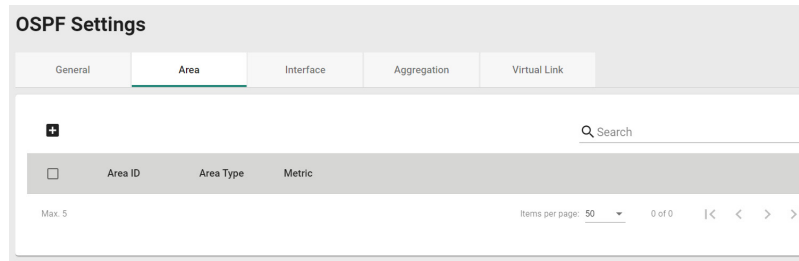 OSPF Settings
General Area Interface Aggregation Virtual Link
Search
Area ID Area Type Metric
Max. 5 Items per page: 50 0 of 0